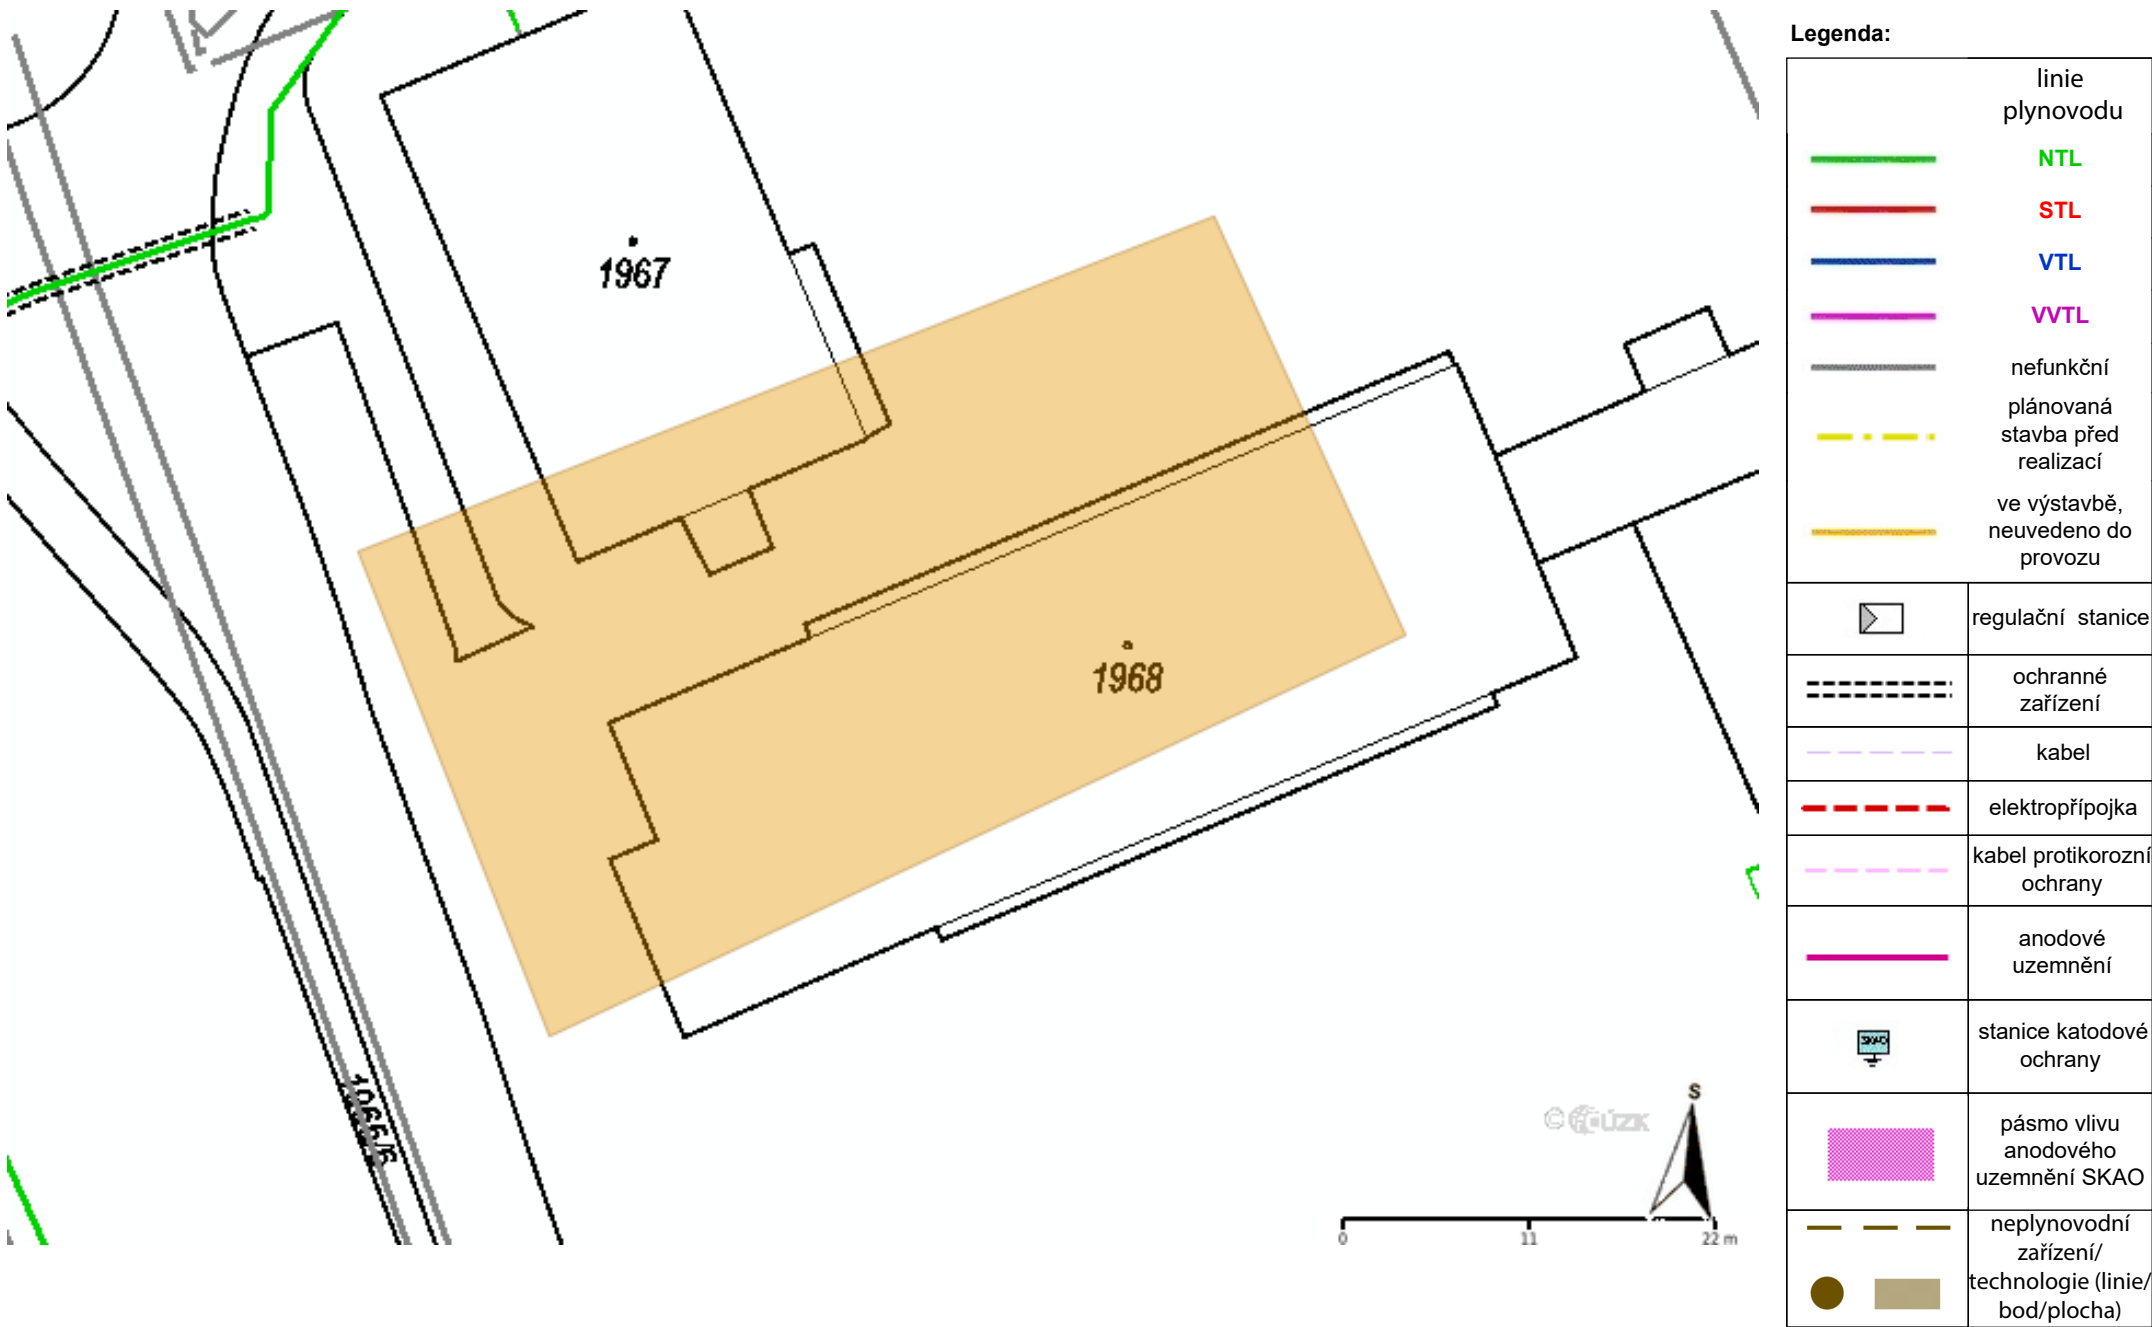 Legenda:
linie
plynovodu
NTL
STL
VTL
VVTL
nefunkční
plánovaná
stavba před
realizací
ve výstavbě,
neuvedeno do
provozu
regulační stanice
ochranné
zařízení
kabel
elektropřípojka
kabel protikorozní
ochrany
anodové
uzemnění
SKAO
stanice katodové
ochrany
pásmo vlivu
anodového
uzemnění SKAO
neplynovodní
zařízení/
technologie (linie/
bod/plocha)
1967
1968
1966/6
S
© ČÚZK
0 11 22 m